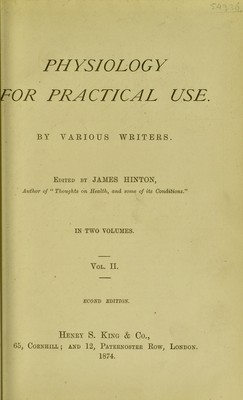 PHYSIOLOGY
FOR PRACTICAL USE.
BY VARIOUS WRITERS.
EDITED BY JAMES HINTON,
Author of "Thoughts on Health, and some of its Conditions."
IN TWO VOLUMES.
VOL. II.
ECOND EDITION.
HENRY S. KING & CO.,
65, CORNHILL; AND 12, PATERNOSTER ROW, LONDON.
1874.